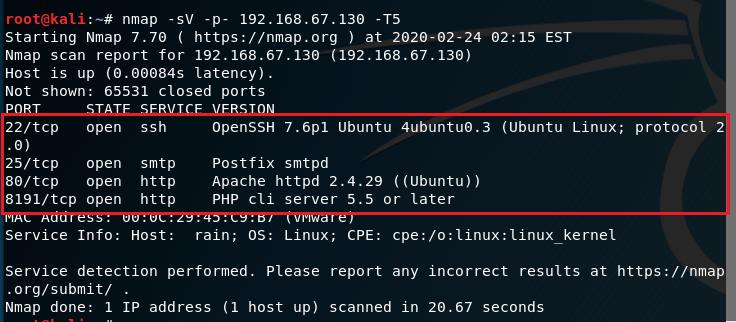 root@kali:~# nmap -sV -p- 192.168.67.130 -T5
Starting Nmap 7.70 ( https://nmap.org ) at 2020-02-24 02:15 EST
Nmap scan report for 192.168.67.130 (192.168.67.130)
Host is up (0.00084s latency).
Not shown: 65531 closed ports
PORT     STATE SERVICE VERSION
22/tcp   open  ssh     OpenSSH 7.6p1 Ubuntu 4ubuntu0.3 (Ubuntu Linux; protocol 2
.0)
25/tcp   open  smtp    Postfix smtpd
80/tcp   open  http    Apache httpd 2.4.29 ((Ubuntu))
8191/tcp open  http    PHP cli server 5.5 or later
MAC Address: 00:0C:29:45:C9:B7 (VMware)
Service Info: Host:  rain; OS: Linux; CPE: cpe:/o:linux:linux_kernel

Service detection performed. Please report any incorrect results at https://nmap
.org/submit/ .
Nmap done: 1 IP address (1 host up) scanned in 20.67 seconds
root@kali:~#